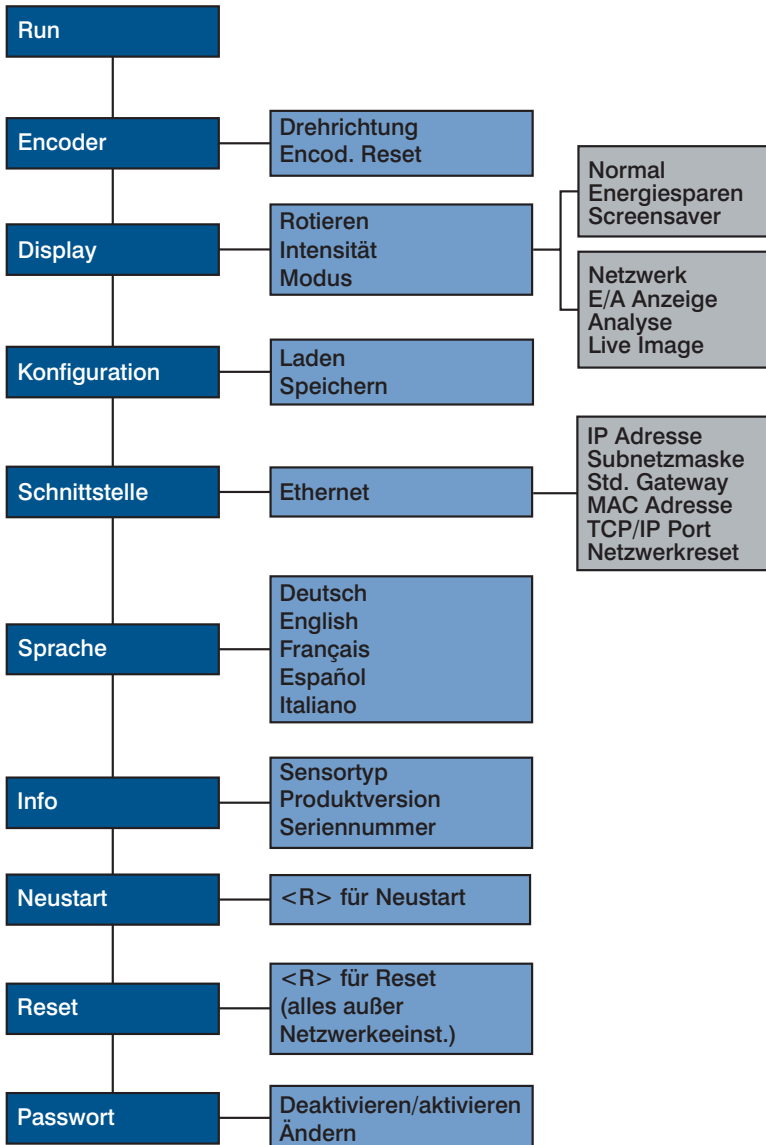 Run
Encoder
Drehrichtung
Encod. Reset
Display
Rotieren
Intensität
Modus
Normal
Energiesparen
Screensaver
Netzwerk
E/A Anzeige
Analyse
Live Image
Konfiguration
Laden
Speichern
Schnittstelle
Ethernet
IP Adresse
Subnetzmaske
Std. Gateway
MAC Adresse
TCP/IP Port
Netzwerkreset
Sprache
Deutsch
English
Français
Español
Italiano
Info
Sensortyp
Produktversion
Seriennummer
Neustart
<R> für Neustart
Reset
<R> für Reset
(alles außer
Netzwerkeeinst.)
Passwort
Deaktivieren/aktivieren
Ändern